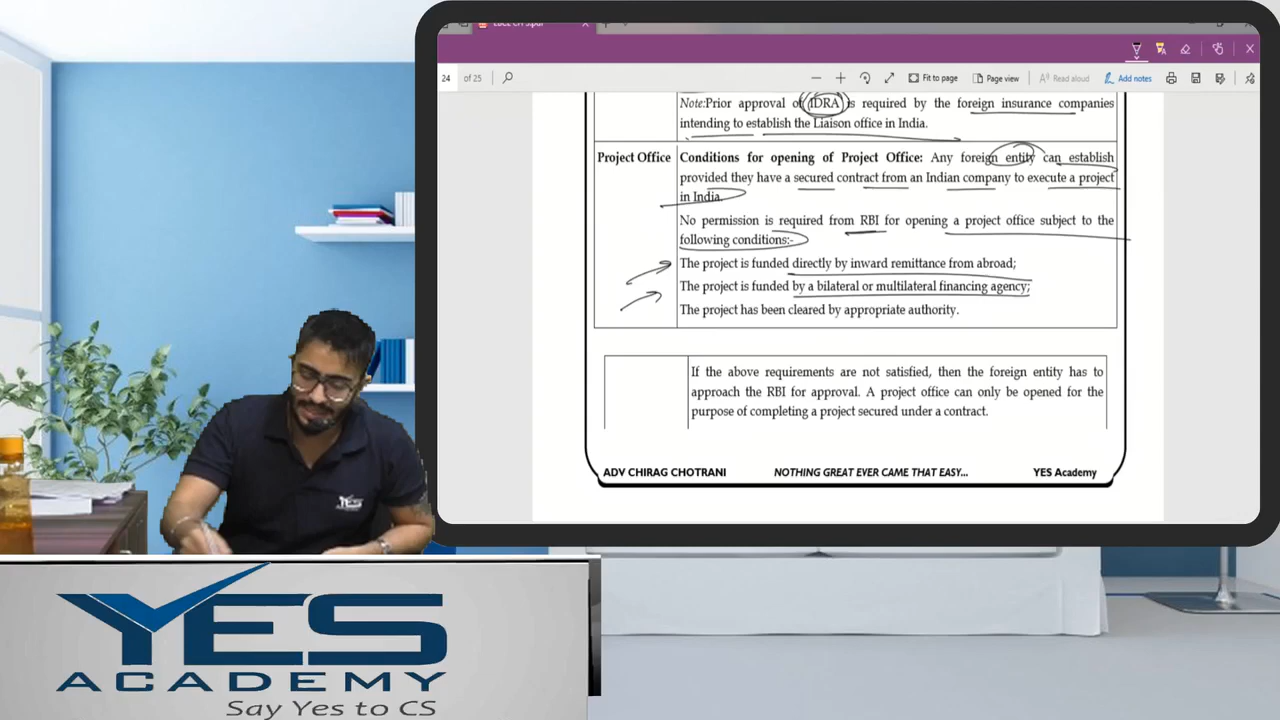 24 of 25
Fit to page
Page view
Read aloud
Add notes
Note:Prior approval of IDRA is required by the foreign insurance companies
intending to establish the Liaison office in India.
Project Office
Conditions for opening of Project Office: Any foreign entity can establish
provided they have a secured contract from an Indian company to execute a project
in India.
No permission is required from RBI for opening a project office subject to the
following conditions:-
The project is funded directly by inward remittance from abroad;
The project is funded by a bilateral or multilateral financing agency;
The project has been cleared by appropriate authority.
If the above requirements are not satisfied, then the foreign entity has to
approach the RBI for approval. A project office can only be opened for the
purpose of completing a project secured under a contract.
ADV CHIRAG CHOTRANI NOTHING GREAT EVER CAME THAT EASY... YES Academy
YES
YES
ACADEMY
Say Yes to CS